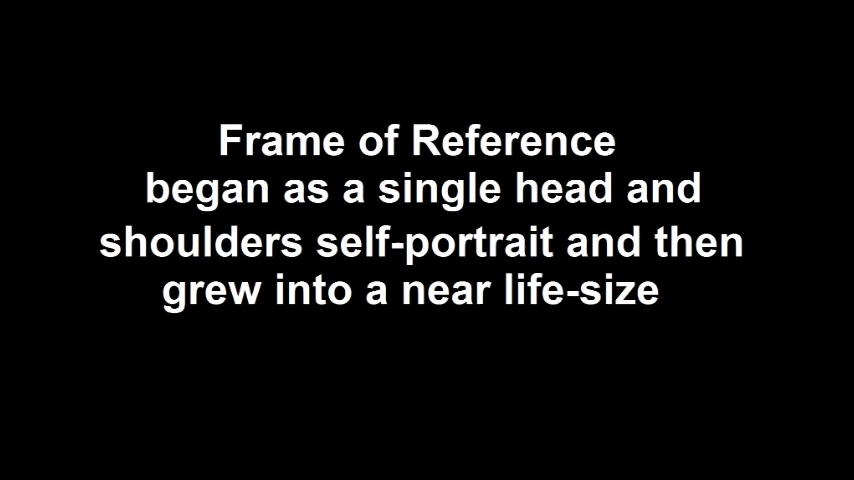 Frame of Reference
began as a single head and
shoulders self-portrait and then
grew into a near life-size